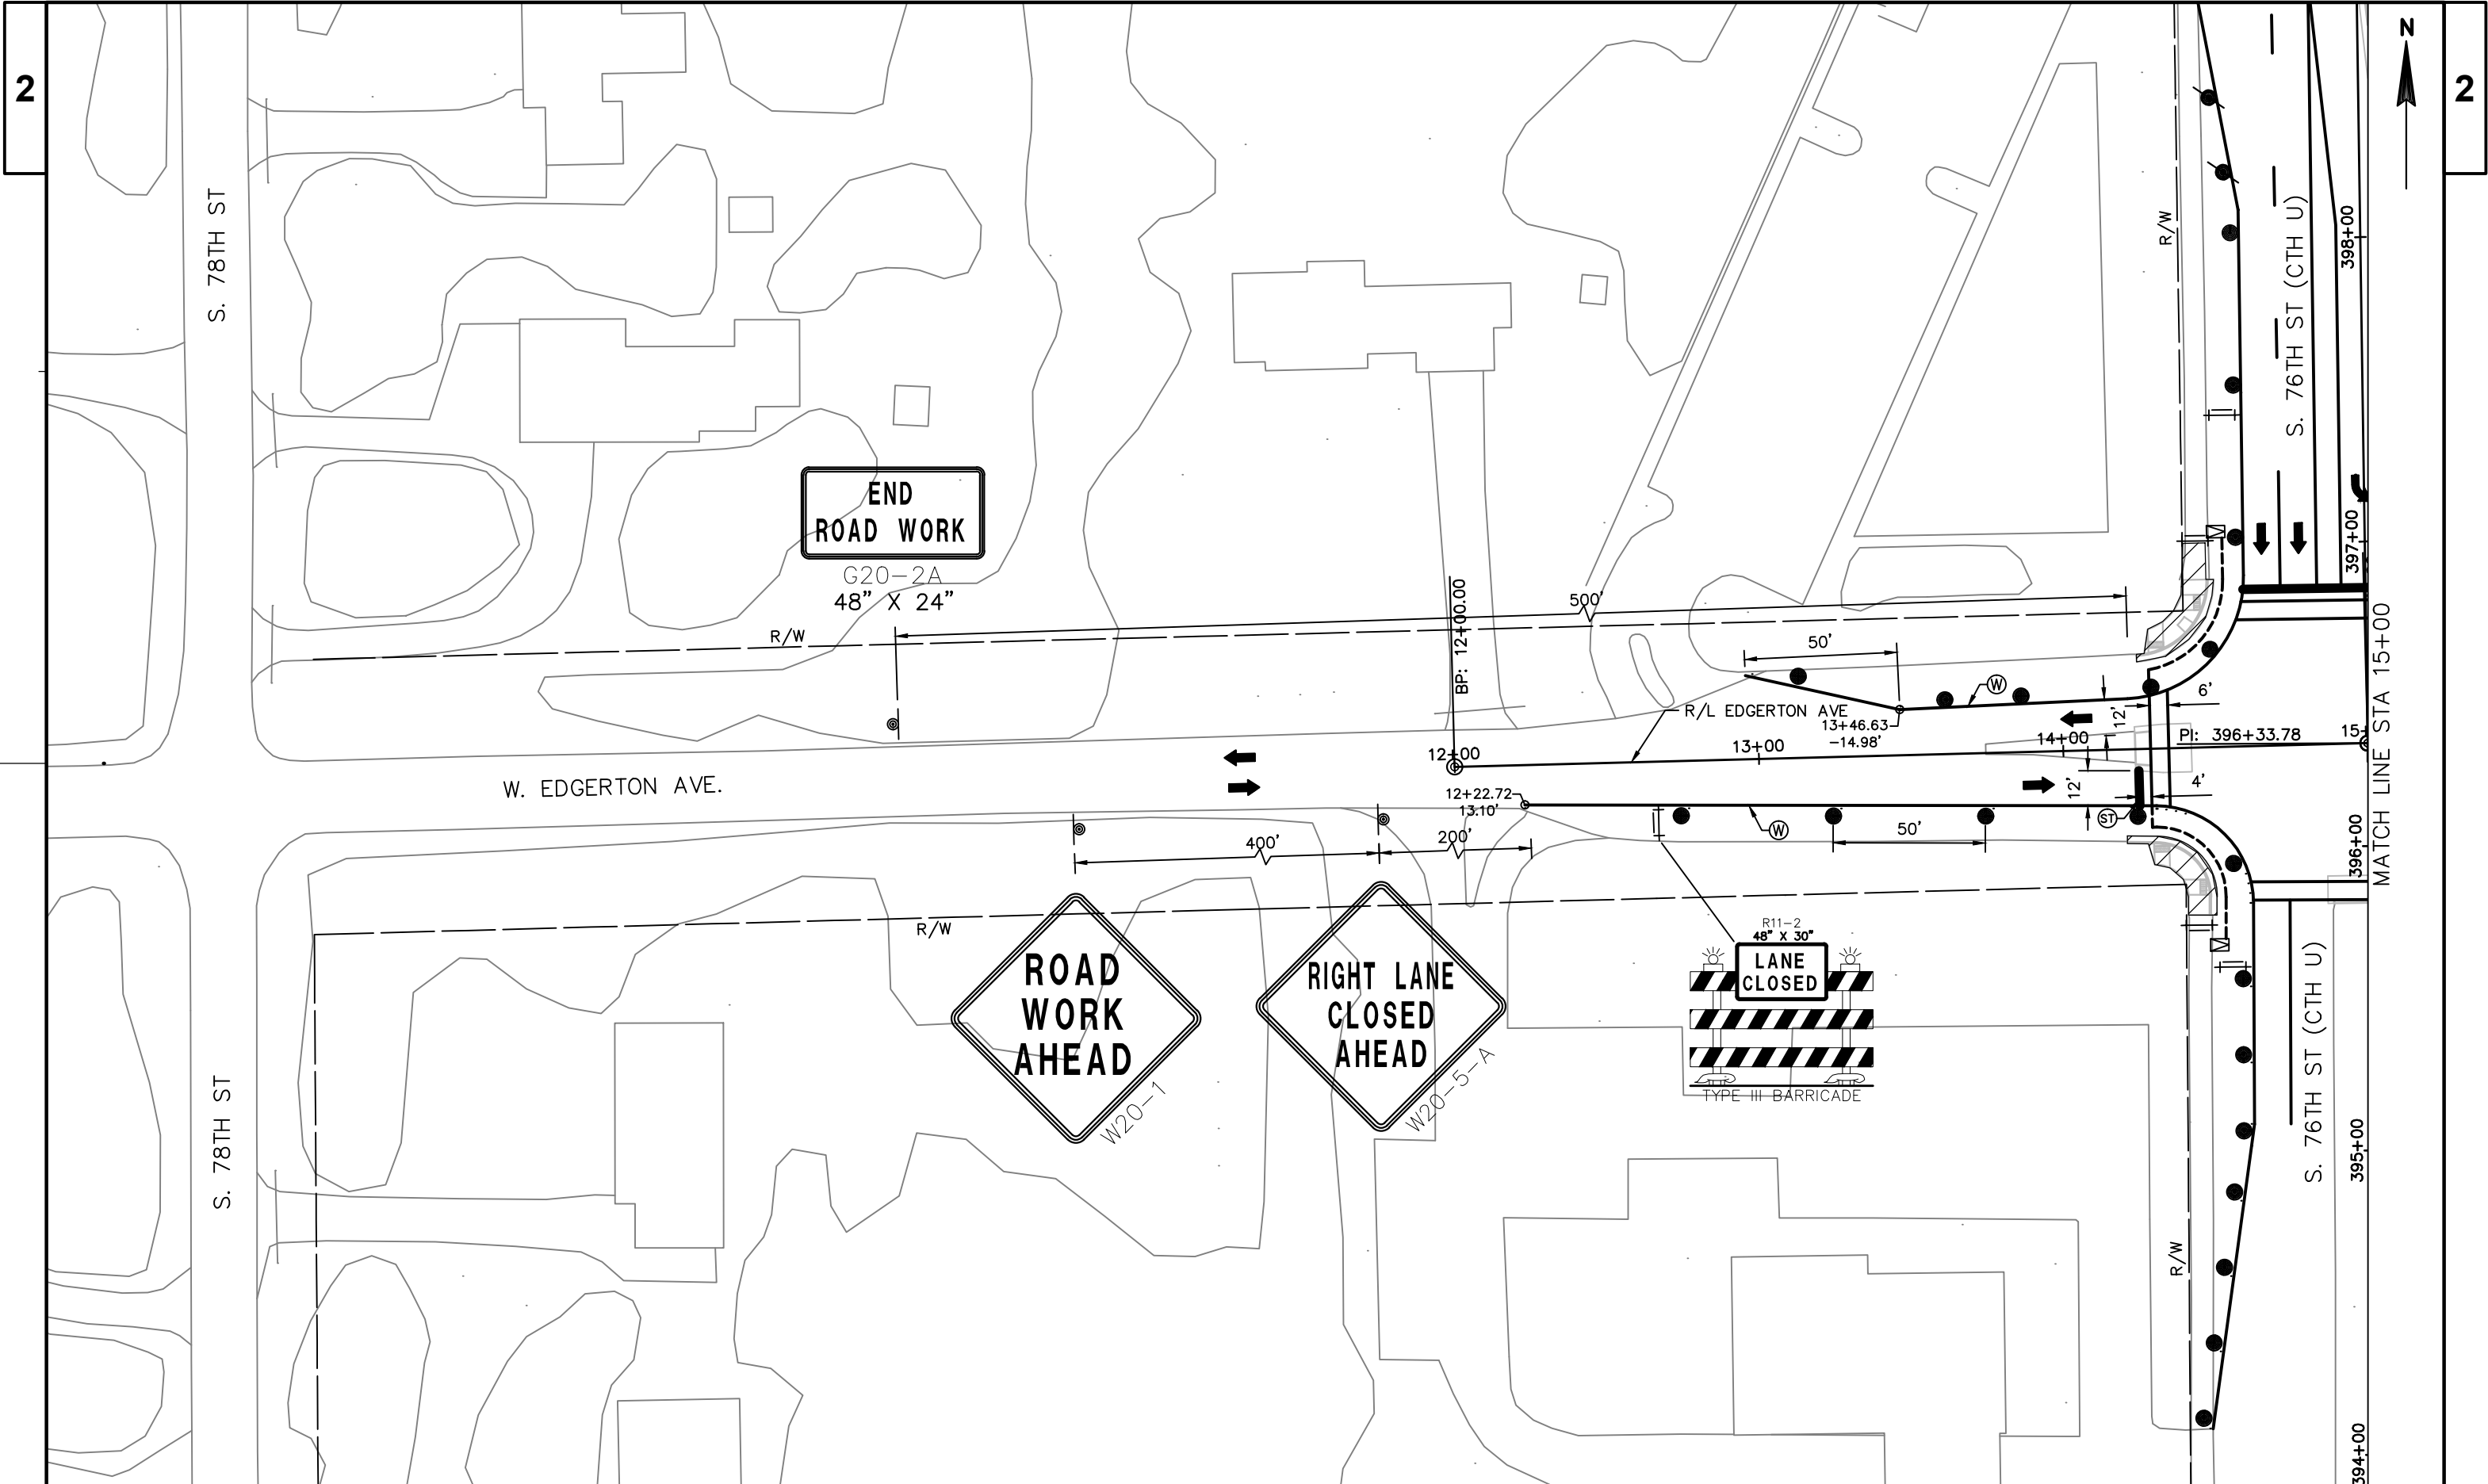 2
N
2
S. 78TH ST
R/W
S. 76TH ST (CTH U)
398+00
END
ROAD WORK
G20-2A
48" X 24"
397+00
R/W
BP: 12+00.00
500'
50'
W
R/L EDGERTON AVE
13+46.63
-14.98'
12'
6'
MATCH LINE STA 15+00
12+00
13+00
14+00
PI: 396+33.78
15+
W. EDGERTON AVE.
12+22.72
13.10'
12'
4'
W
ST
50'
400'
200'
396+00
R/W
ROAD
WORK
AHEAD
W20-1
RIGHT LANE
CLOSED
AHEAD
W20-5-A
R11-2
48" X 30"
LANE
CLOSED
TYPE III BARRICADE
S. 78TH ST
S. 76TH ST (CTH U)
395+00
R/W
394+00